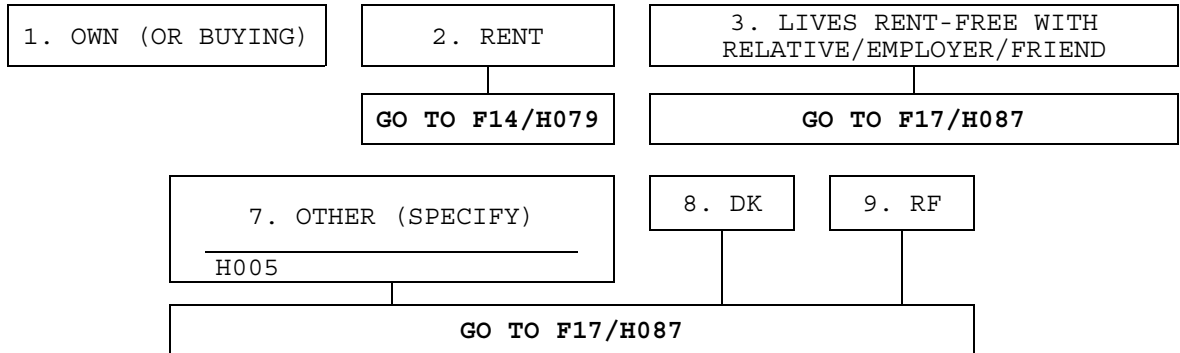 1. OWN (OR BUYING)
2. RENT
3. LIVES RENT-FREE WITH
RELATIVE/EMPLOYER/FRIEND
GO TO F14/H079
GO TO F17/H087
7. OTHER (SPECIFY)
H005
8. DK
9. RF
GO TO F17/H087